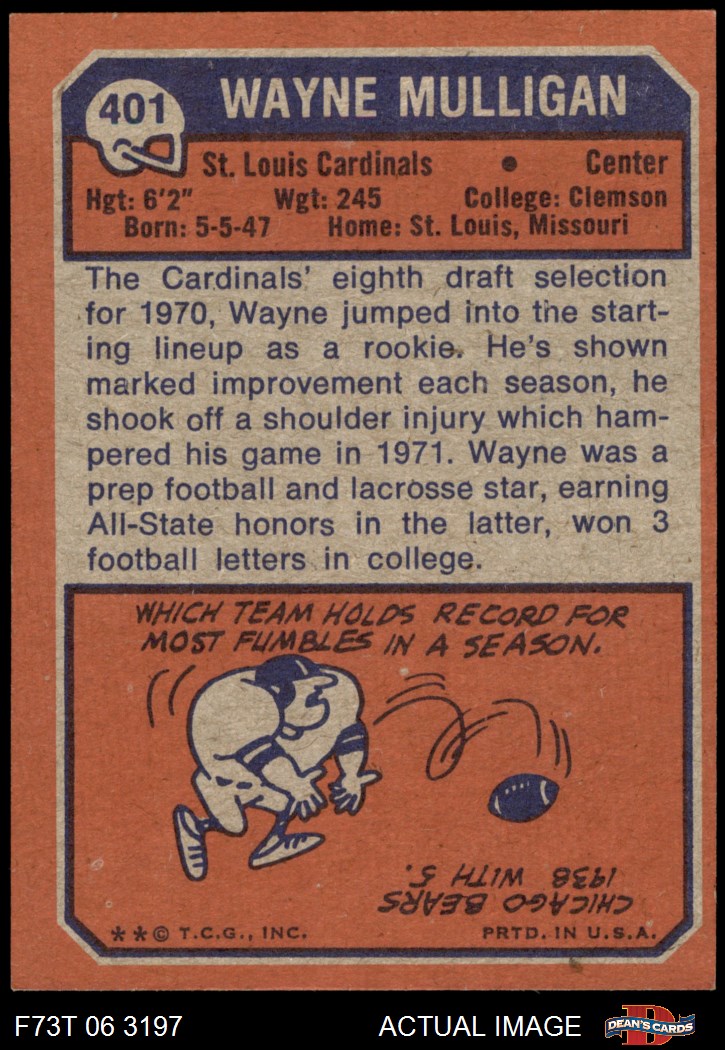 401
WAYNE MULLIGAN
St. Louis Cardinals • Center
Hgt: 6'2" Wgt: 245 College: Clemson
Born: 5-5-47 Home: St. Louis, Missouri
The Cardinals' eighth draft selection
for 1970, Wayne jumped into the start-
ing lineup as a rookie. He's shown
marked improvement each season, he
shook off a shoulder injury which ham-
pered his game in 1971. Wayne was a
prep football and lacrosse star, earning
All-State honors in the latter, won 3
football letters in college.
WHICH TEAM HOLDS RECORD FOR
MOST FUMBLES IN A SEASON.
CHICAGO BEARS
1938 WITH 5.
**© T.C.G., INC. PRTD. IN U.S.A.
F73T 06 3197 ACTUAL IMAGE
D
DEAN'S CARDS